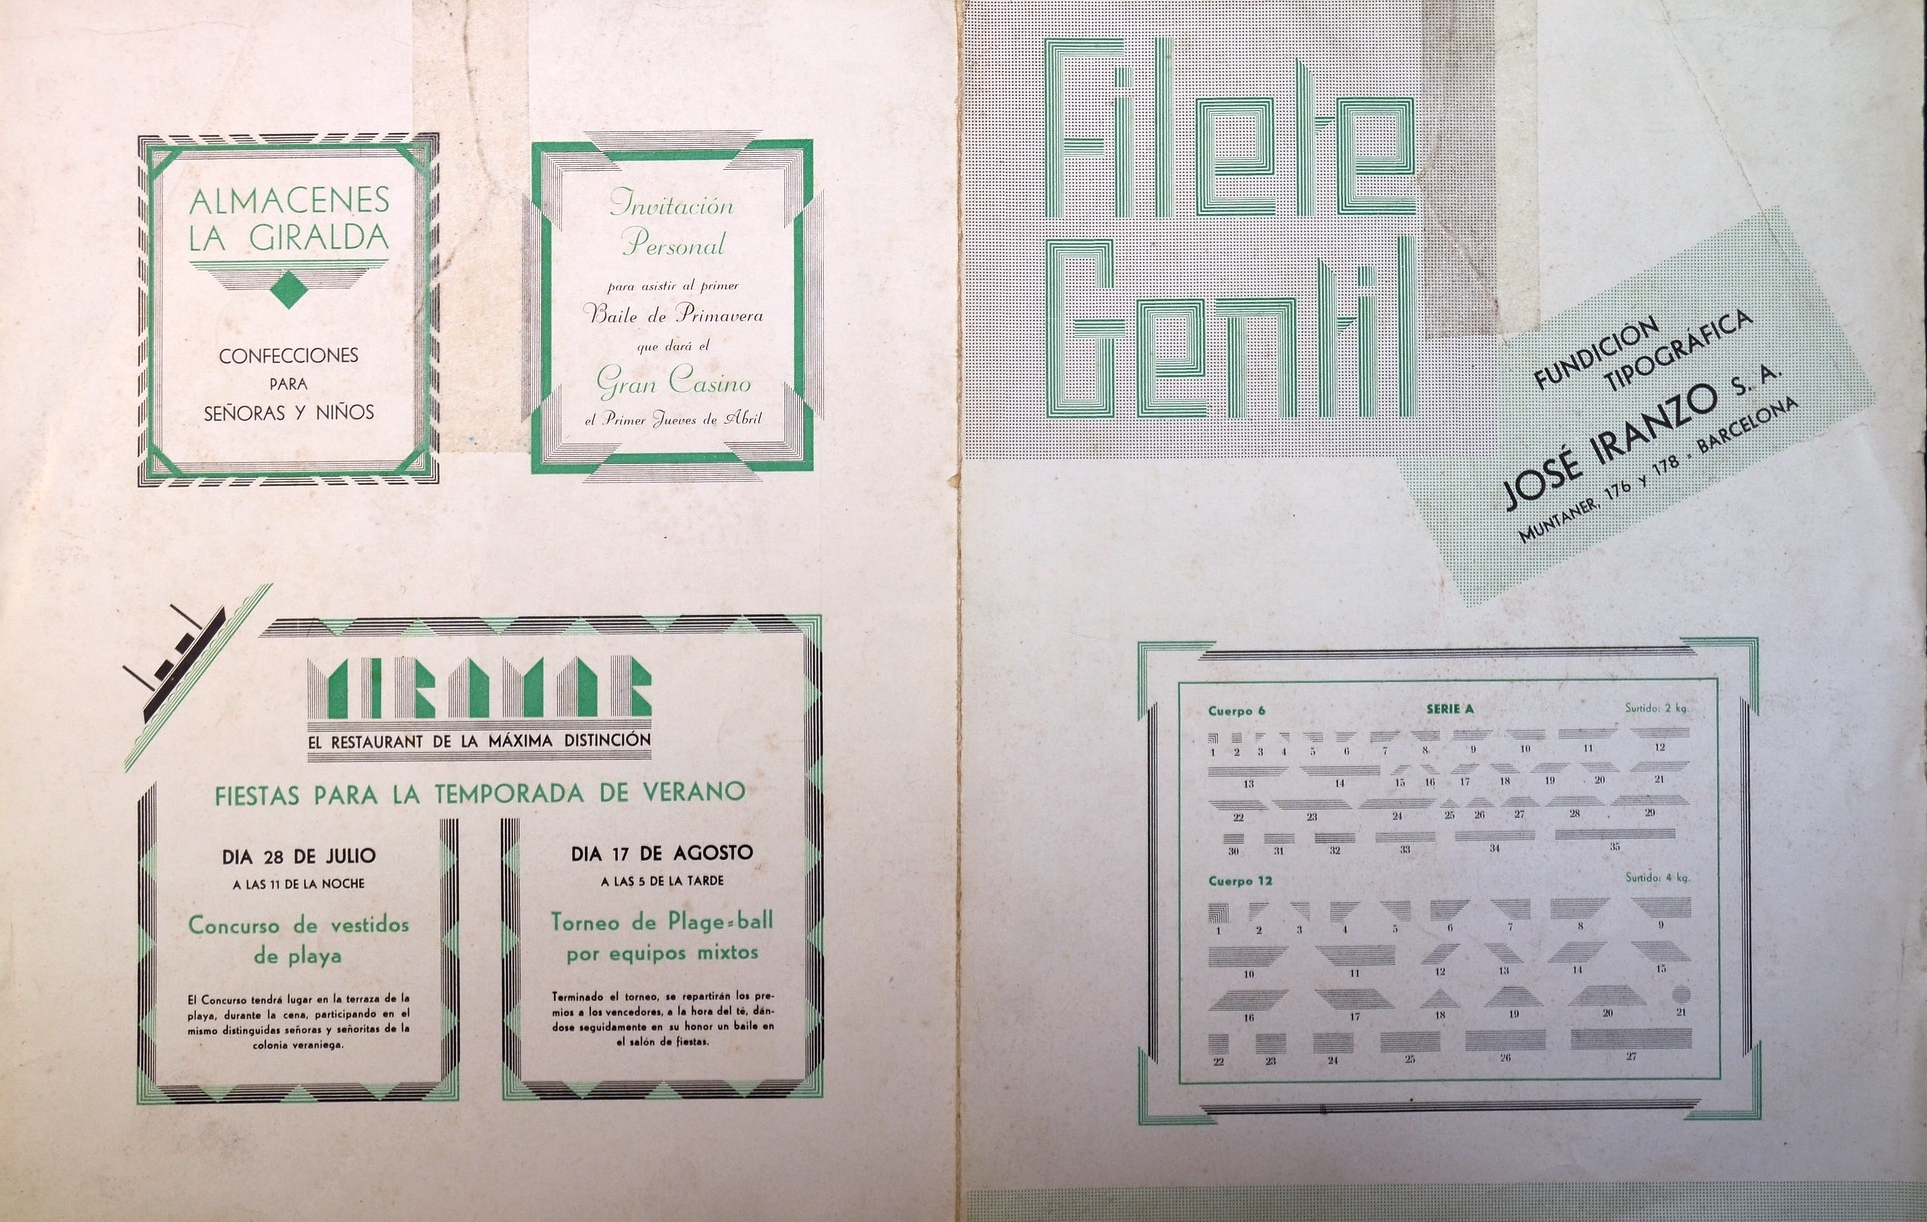 ALMACENES
LA GIRALDA
CONFECCIONES
PARA
SEÑORAS Y NIÑOS
Invitación
Personal
para asistir al primer
Baile de Primavera
que dará el
Gran Casino
el Primer Jueves de Abril
MIRAMAR
EL RESTAURANT DE LA MÁXIMA DISTINCIÓN
FIESTAS PARA LA TEMPORADA DE VERANO
DIA 28 DE JULIO
A LAS 11 DE LA NOCHE
Concurso de vestidos
de playa
El Concurso tendrá lugar en la terraza de la
playa, durante la cena, participando en el
mismo distinguidas señoras y señoritas de la
colonia veraniega.
DIA 17 DE AGOSTO
A LAS 5 DE LA TARDE
Torneo de Plage=ball
por equipos mixtos
Terminado el torneo, se repartirán los pre-
mios a los vencedores, a la hora del té, dán-
dose seguidamente en su honor un baile en
el salón de fiestas.
Filete
Gentil
FUNDICIÓN
TIPOGRÁFICA
JOSÉ IRANZO S. A.
MUNTANER, 176 y 178 - BARCELONA
Cuerpo 6 SERIE A Surtido: 2 kg.
1 2 3 4 5 6 7 8 9 10 11 12
13 14 15 16 17 18 19 20 21
22 23 24 25 26 27 28 29
30 31 32 33 34 35
Cuerpo 12 Surtido: 4 kg.
1 2 3 4 5 6 7 8 9
10 11 12 13 14 15
16 17 18 19 20 21
22 23 24 25 26 27